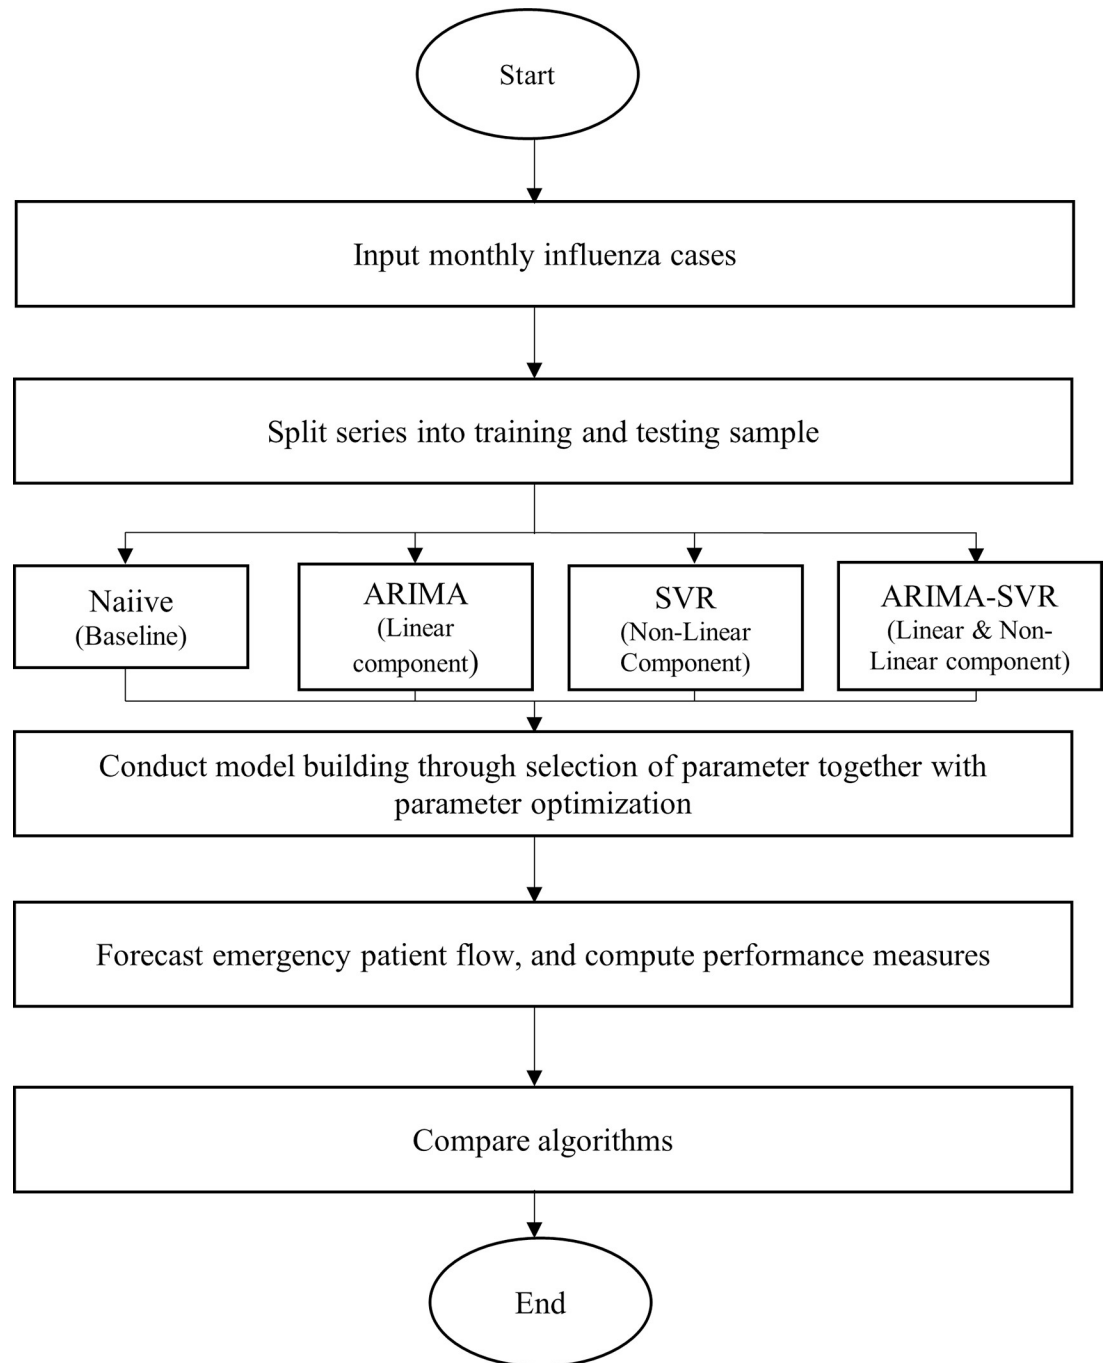 Start
Input monthly influenza cases
Split series into training and testing sample
Naiive
(Baseline)
ARIMA
(Linear
component)
SVR
(Non-Linear
Component)
ARIMA-SVR
(Linear & Non-
Linear component)
Conduct model building through selection of parameter together with
parameter optimization
Forecast emergency patient flow, and compute performance measures
Compare algorithms
End